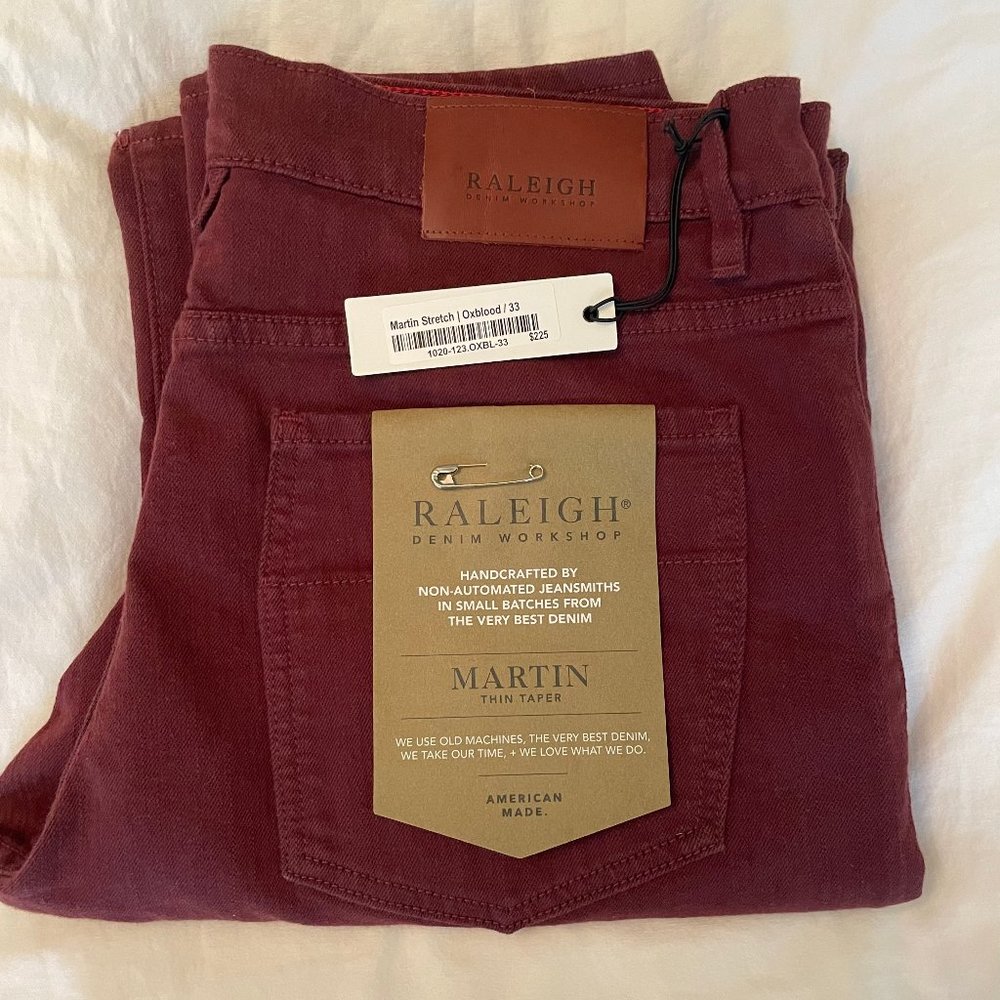 RALEIGH
DENIM WORKSHOP
Martin Stretch | Oxblood / 33
1020-123.OXBL-33 $225
RALEIGH®
DENIM WORKSHOP
HANDCRAFTED BY
NON-AUTOMATED JEANSMITHS
IN SMALL BATCHES FROM
THE VERY BEST DENIM
MARTIN
THIN TAPER
WE USE OLD MACHINES, THE VERY BEST DENIM,
WE TAKE OUR TIME, + WE LOVE WHAT WE DO.
AMERICAN
MADE.